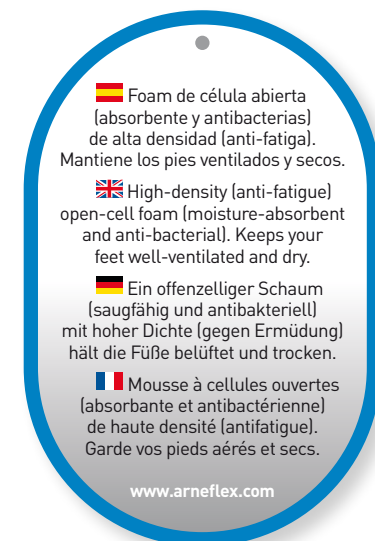 Foam de célula abierta
(absorbente y antibacterias)
de alta densidad (anti-fatiga).
Mantiene los pies ventilados y secos.
High-density (anti-fatigue)
open-cell foam (moisture-absorbent
and anti-bacterial). Keeps your
feet well-ventilated and dry.
Ein offenzelliger Schaum
(saugfähig und antibakteriell)
mit hoher Dichte (gegen Ermüdung)
hält die Füße belüftet und trocken.
Mousse à cellules ouvertes
(absorbante et antibactérienne)
de haute densité (antifatigue).
Garde vos pieds aérés et secs.
www.arneflex.com